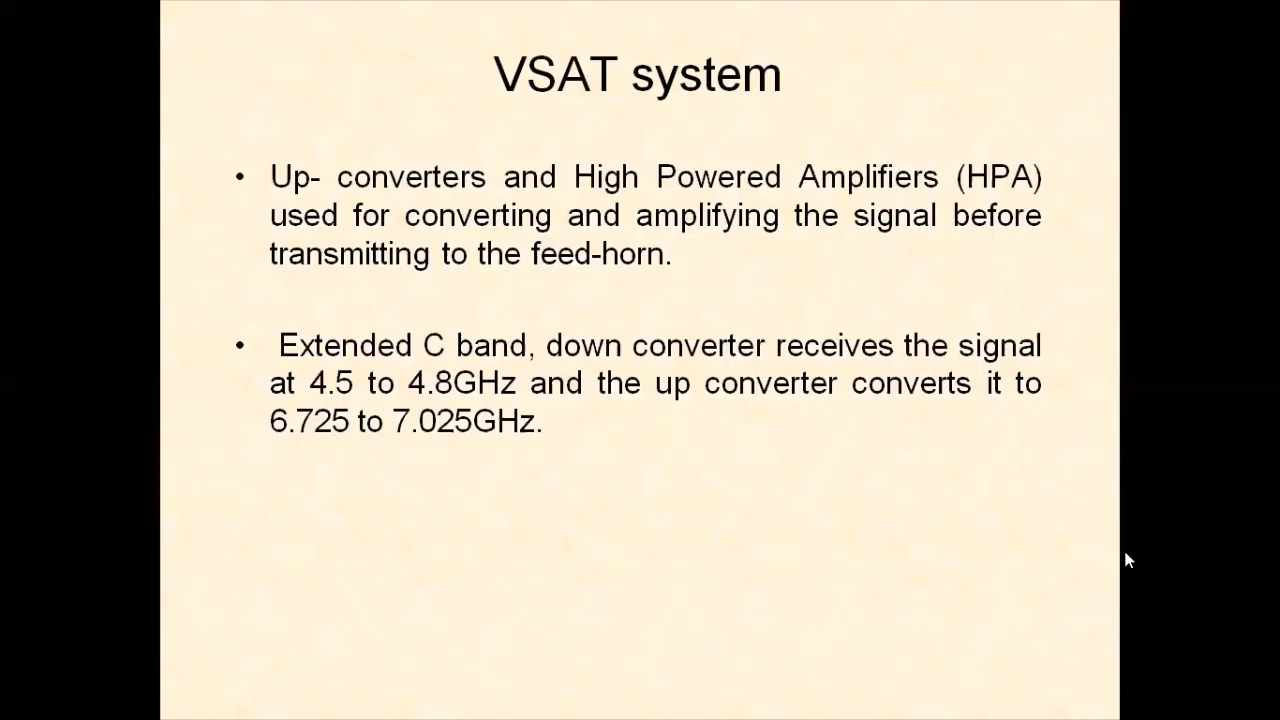 VSAT system
• Up- converters and High Powered Amplifiers (HPA)
used for converting and amplifying the signal before
transmitting to the feed-horn.
• Extended C band, down converter receives the signal
at 4.5 to 4.8GHz and the up converter converts it to
6.725 to 7.025GHz.